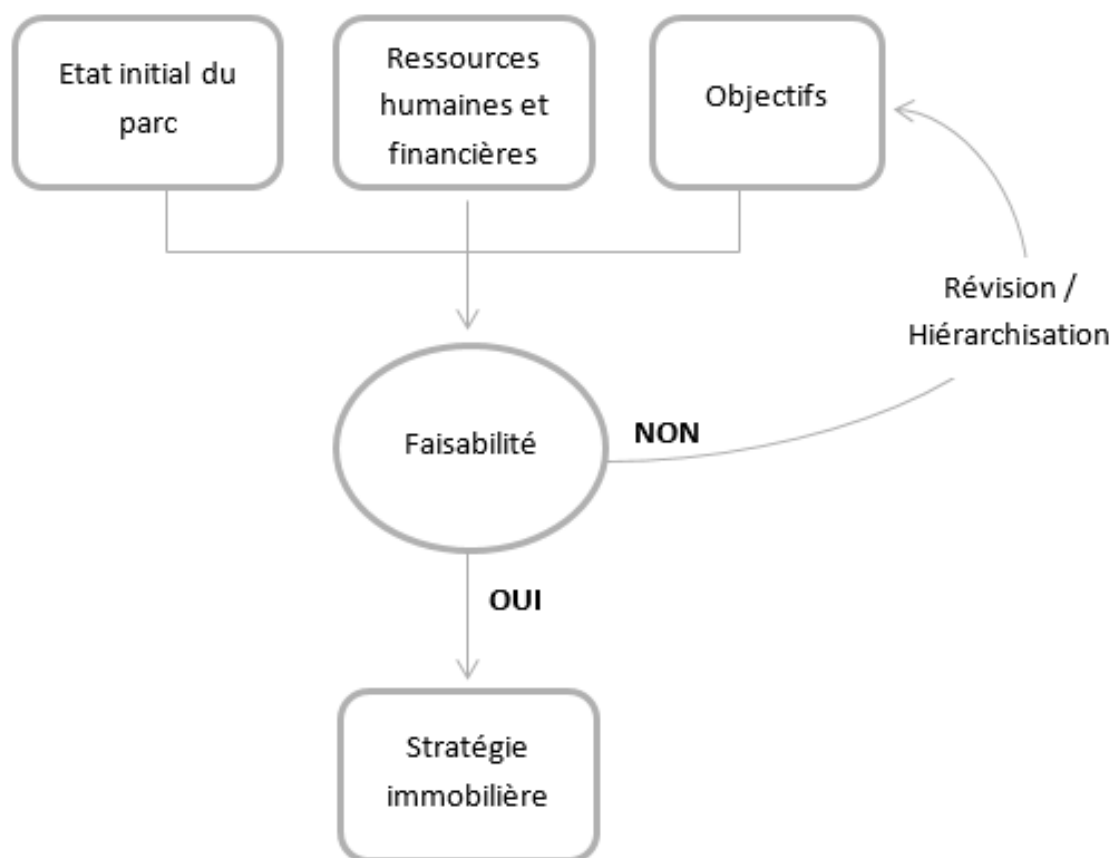 Etat initial du
parc
Ressources
humaines et
financières
Objectifs
Révision /
Hiérarchisation
Faisabilité
NON
OUI
Stratégie
immobilière